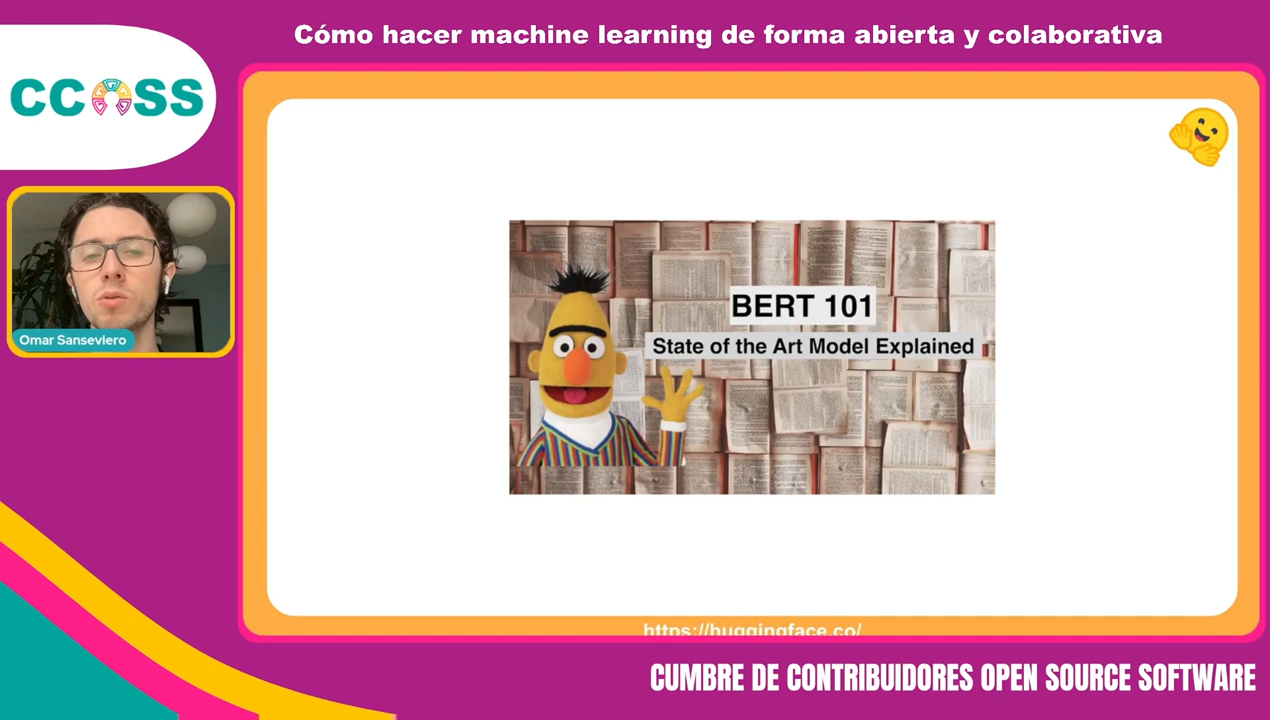 Cómo hacer machine learning de forma abierta y colaborativa
CCOSS
Omar Sanseviero
BERT 101
State of the Art Model Explained
https://huggingface.co/
CUMBRE DE CONTRIBUIDORES OPEN SOURCE SOFTWARE